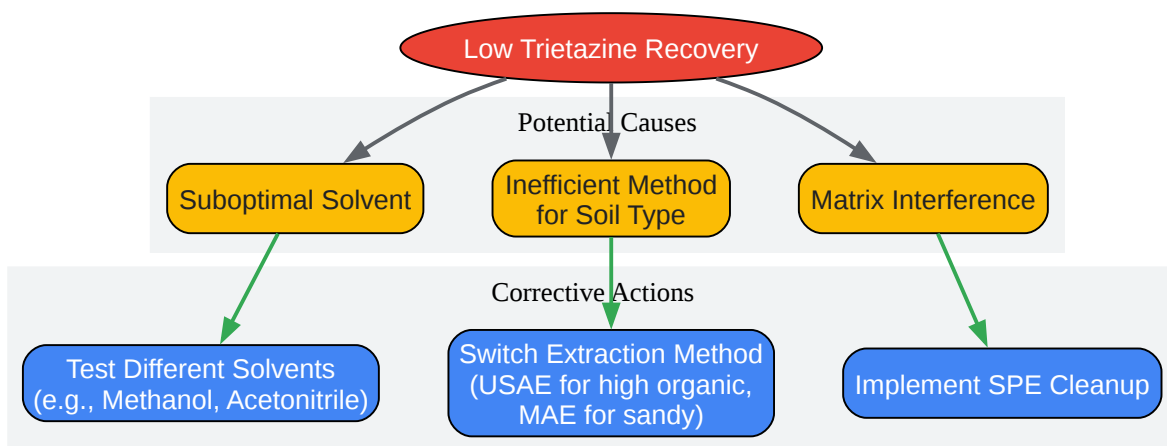 Low Trietazine Recovery
Potential Causes
Suboptimal Solvent
Inefficient Method
for Soil Type
Matrix Interference
Corrective Actions
Test Different Solvents
(e.g., Methanol, Acetonitrile)
Switch Extraction Method
(USAE for high organic,
MAE for sandy)
Implement SPE Cleanup